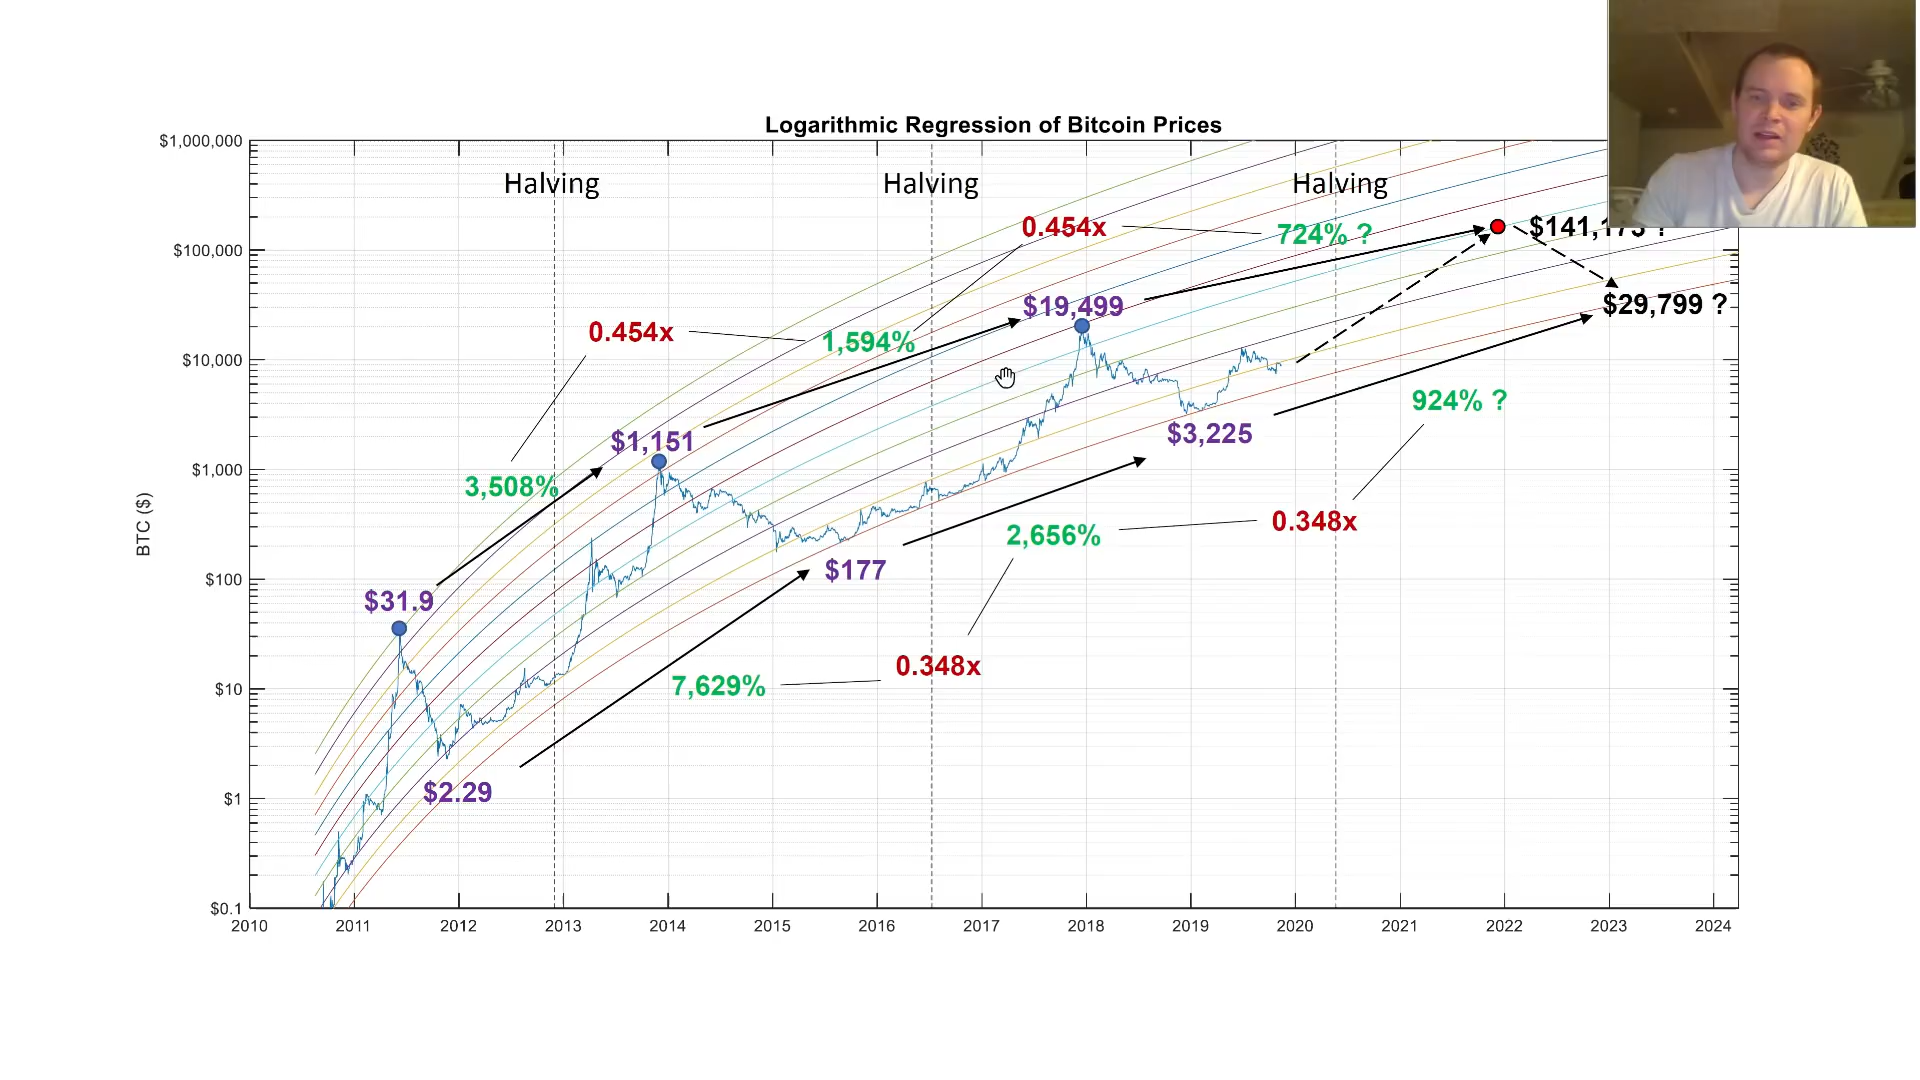 Logarithmic Regression of Bitcoin Prices
$1,000,000
Halving
Halving
Halving
0.454x
724% ?
$141,173 ?
$100,000
$19,499
$29,799 ?
0.454x
1,594%
$10,000
924% ?
$1,151
$3,225
$1,000
3,508%
BTC ($)
2,656%
0.348x
$177
$100
$31.9
0.348x
7,629%
$10
$2.29
$1
$0.1
2010 2011 2012 2013 2014 2015 2016 2017 2018 2019 2020 2021 2022 2023 2024